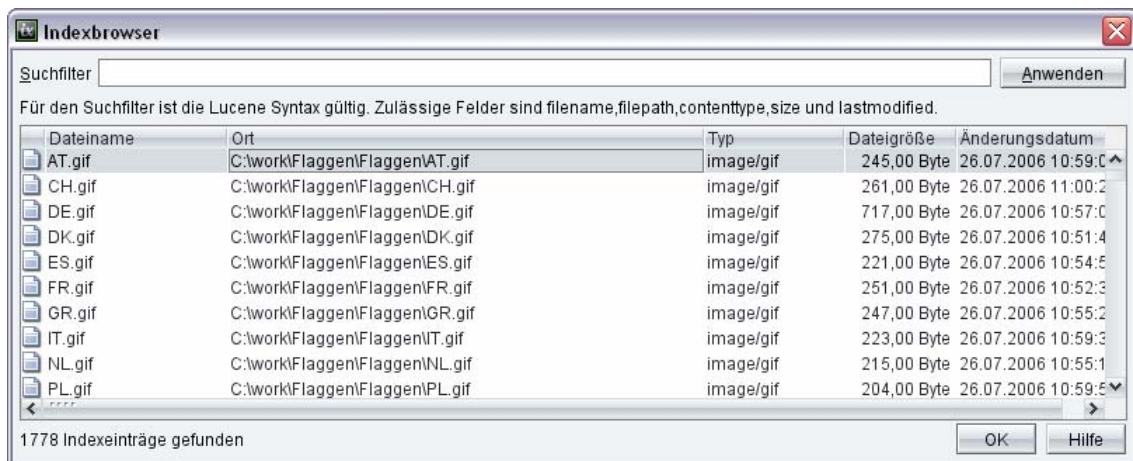 Indexbrowser
Suchfilter Anwenden
Für den Suchfilter ist die Lucene Syntax gültig. Zulässige Felder sind filename,filepath,contenttype,size und lastmodified.
Dateiname Ort Typ Dateigröße Änderungsdatum
AT.gif C:\work\Flaggen\Flaggen\AT.gif image/gif 245,00 Byte 26.07.2006 10:59:0
CH.gif C:\work\Flaggen\Flaggen\CH.gif image/gif 261,00 Byte 26.07.2006 11:00:2
DE.gif C:\work\Flaggen\Flaggen\DE.gif image/gif 717,00 Byte 26.07.2006 10:57:0
DK.gif C:\work\Flaggen\Flaggen\DK.gif image/gif 275,00 Byte 26.07.2006 10:51:4
ES.gif C:\work\Flaggen\Flaggen\ES.gif image/gif 221,00 Byte 26.07.2006 10:54:5
FR.gif C:\work\Flaggen\Flaggen\FR.gif image/gif 251,00 Byte 26.07.2006 10:52:3
GR.gif C:\work\Flaggen\Flaggen\GR.gif image/gif 247,00 Byte 26.07.2006 10:55:2
IT.gif C:\work\Flaggen\Flaggen\IT.gif image/gif 223,00 Byte 26.07.2006 10:59:3
NL.gif C:\work\Flaggen\Flaggen\NL.gif image/gif 215,00 Byte 26.07.2006 10:55:1
PL.gif C:\work\Flaggen\Flaggen\PL.gif image/gif 204,00 Byte 26.07.2006 10:59:5
1778 Indexeinträge gefunden OK Hilfe